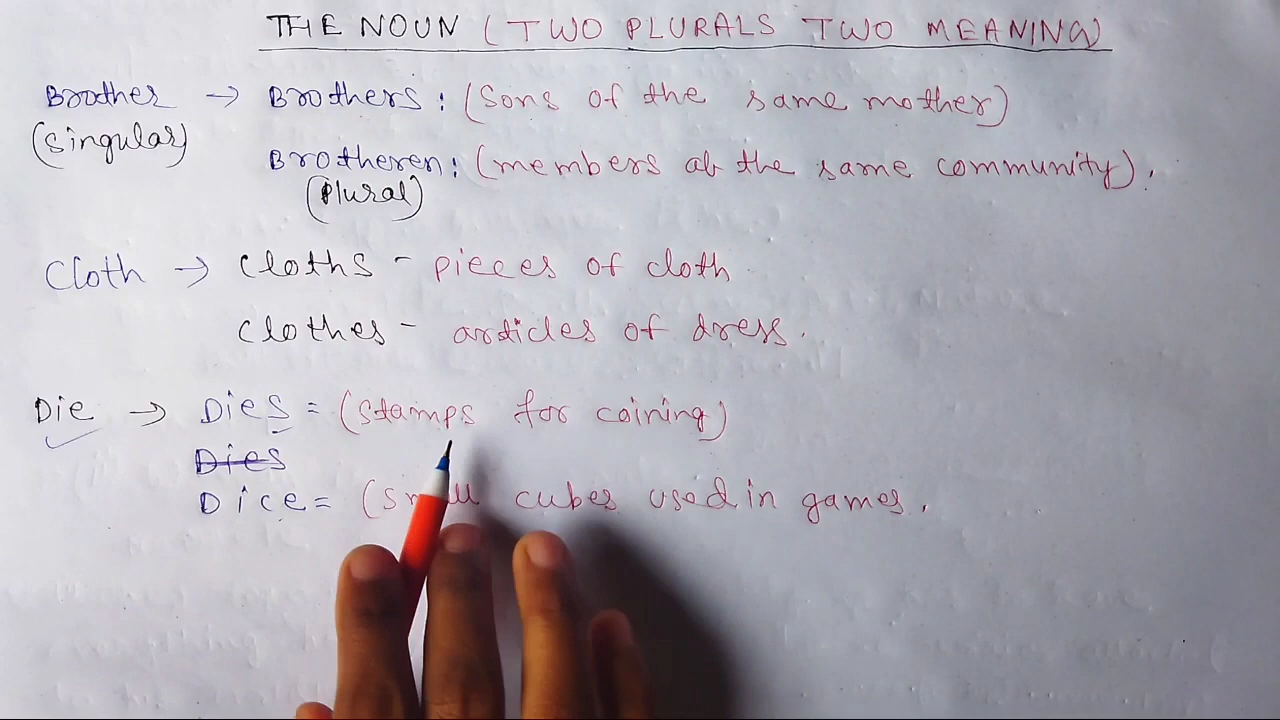 THE NOUN ( TWO PLURALS TWO MEANING)
Brother → Brothers : (Sons of the same mother)
(Singular)
Brotheren : (members of the same community).
(Plural)
Cloth → Cloths - pieces of cloth.
Clothes - articles of dress.
Die → Dies = (Stamps for coining)
Dies
Dice = (Small cubes used in games.